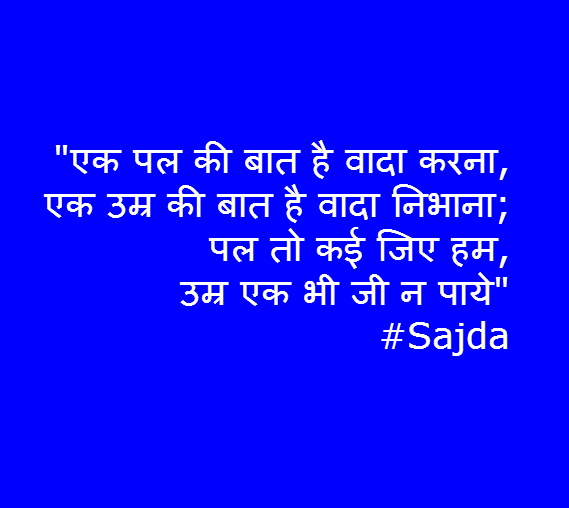 "एक पल की बात है वादा करना,
एक उम्र की बात है वादा निभाना;
पल तो कई जिए हम,
उम्र एक भी जी न पाये"
#Sajda